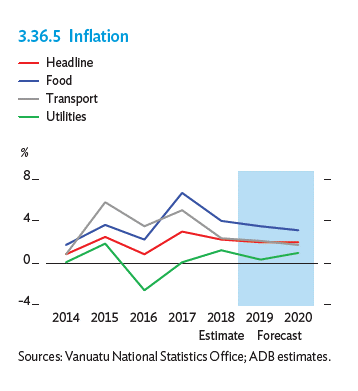 3.36.5 Inflation
Headline
Food
Transport
Utilities
%
8
4
0
-4
2014 2015 2016 2017 2018 2019 2020
Estimate Forecast
Sources: Vanuatu National Statistics Office; ADB estimates.